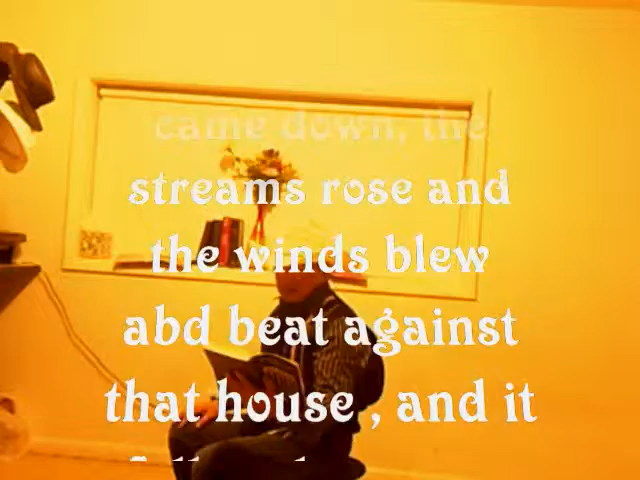 came down, the
streams rose and
the winds blew
abd beat against
that house , and it